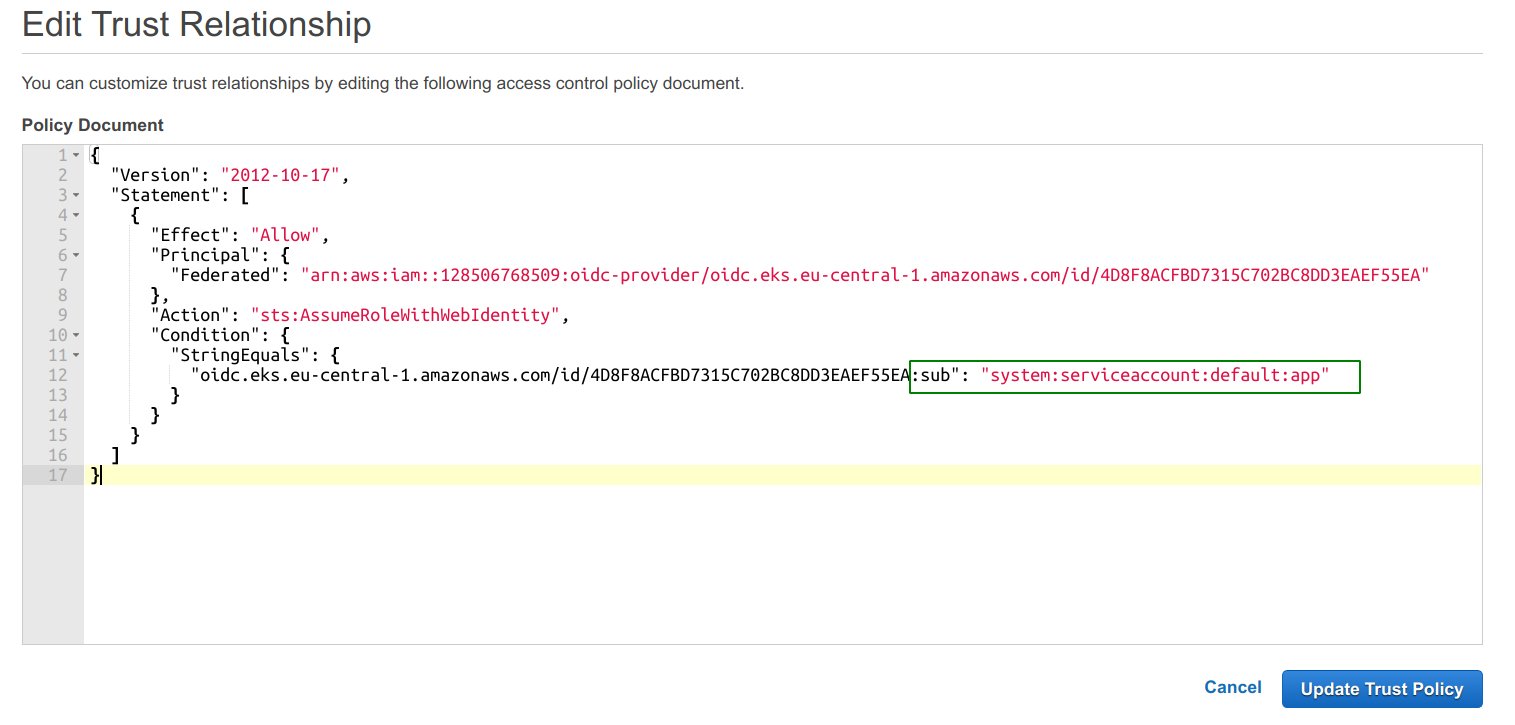 Edit Trust Relationship
You can customize trust relationships by editing the following access control policy document.
Policy Document
1 {
2 "Version": "2012-10-17",
3 "Statement": [
4 {
5 "Effect": "Allow",
6 "Principal": {
7 "Federated": "arn:aws:iam::128506768509:oidc-provider/oidc.eks.eu-central-1.amazonaws.com/id/4D8F8ACFBD7315C702BC8DD3EAEF55EA"
8 },
9 "Action": "sts:AssumeRoleWithWebIdentity",
10 "Condition": {
11 "StringEquals": {
12 "oidc.eks.eu-central-1.amazonaws.com/id/4D8F8ACFBD7315C702BC8DD3EAEF55EA:sub": "system:serviceaccount:default:app"
13 }
14 }
15 }
16 ]
17 }
Cancel Update Trust Policy